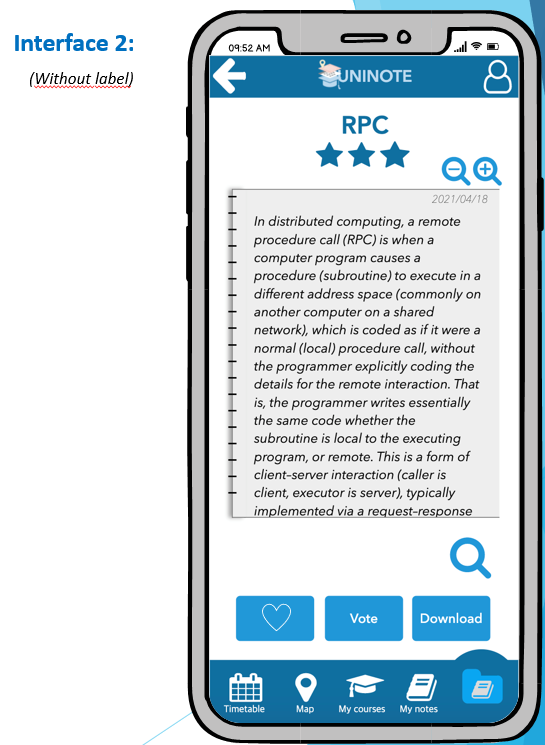 Interface 2:
(Without label)
09:52 AM
UNINOTE
RPC
2021/04/18
In distributed computing, a remote
procedure call (RPC) is when a
computer program causes a
procedure (subroutine) to execute in a
different address space (commonly on
another computer on a shared
network), which is coded as if it were a
normal (local) procedure call, without
the programmer explicitly coding the
details for the remote interaction. That
is, the programmer writes essentially
the same code whether the
subroutine is local to the executing
program, or remote. This is a form of
client–server interaction (caller is
client, executor is server), typically
implemented via a request–response
Vote
Download
Timetable
Map
My courses
My notes